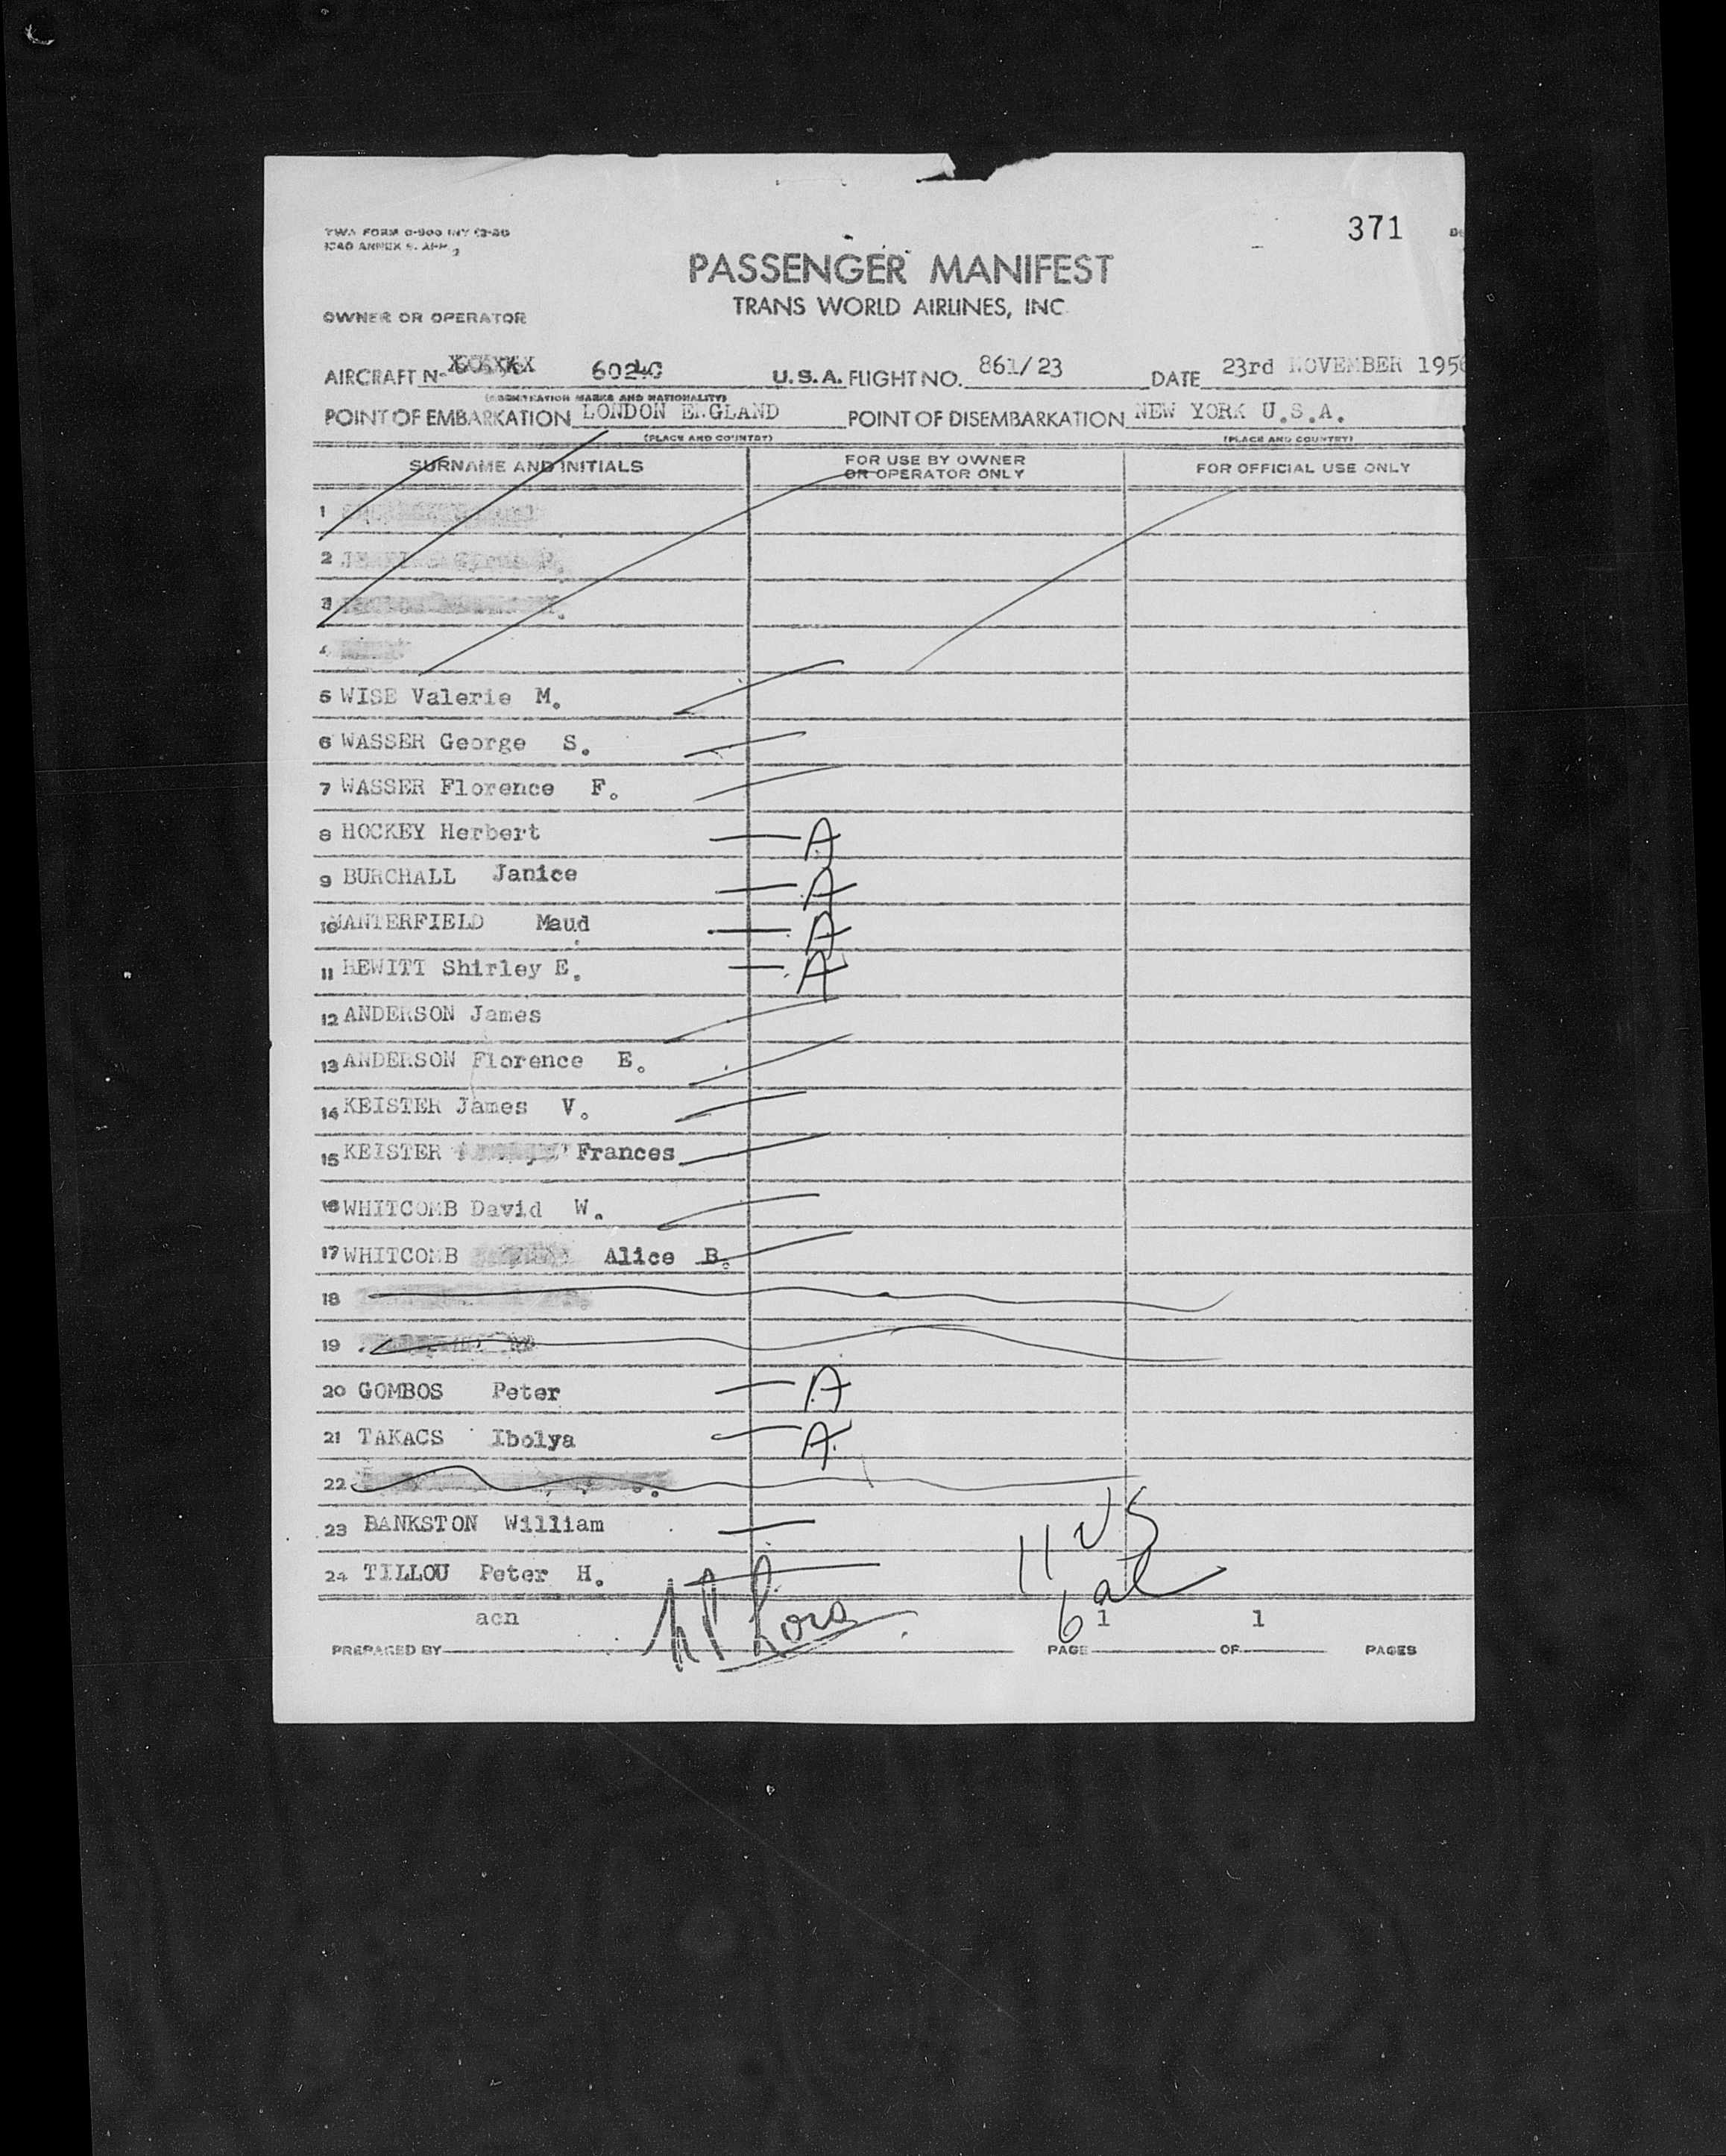 371
TWA FORM
PASSENGER MANIFEST
TRANS WORLD AIRLINES, INC
OWNER OR OPERATOR
AIRCRAFT No 6024C U.S.A. FLIGHT NO. 861/23 DATE 23rd NOVEMBER 1956
(REGISTRATION MARKS AND NATIONALITY)
POINT OF EMBARKATION LONDON ENGLAND POINT OF DISEMBARKATION NEW YORK U.S.A.
(PLACE AND COUNTRY) (PLACE AND COUNTRY)
SURNAME AND INITIALS FOR USE BY OWNER OR OPERATOR ONLY FOR OFFICIAL USE ONLY
1
2
3
4
5 WISE Valerie M.
6 WASSER George S.
7 WASSER Florence F.
8 HOCKEY Herbert A
9 BURCHALL Janice A
10 MANTERFIELD Maud A
11 HEWITT Shirley E. A
12 ANDERSON James
13 ANDERSON Florence E.
14 KEISTER James V.
15 KEISTER Frances
16 WHITCOMB David W.
17 WHITCOMB Alice B.
18
19
20 GOMBOS Peter A
21 TAKACS Ibolya A
22
23 BANKSTON William
11 US
24 TILLOU Peter H.
6 al
acn 1 1
PREPARED BY PAGE OF PAGES